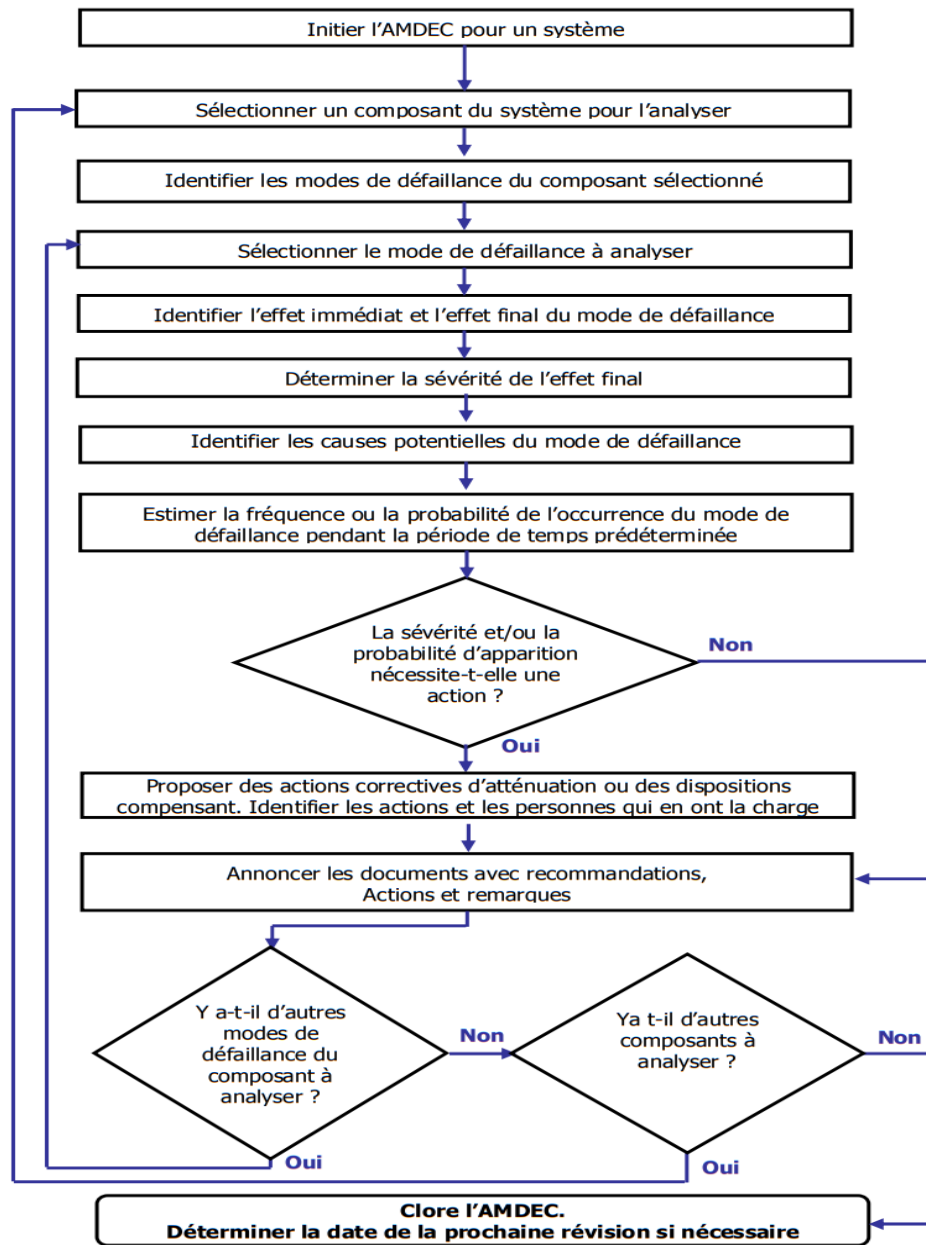 Initier l'AMDEC pour un système
Sélectionner un composant du système pour l'analyser
Identifier les modes de défaillance du composant sélectionné
Sélectionner le mode de défaillance à analyser
Identifier l'effet immédiat et l'effet final du mode de défaillance
Déterminer la sévérité de l'effet final
Identifier les causes potentielles du mode de défaillance
Estimer la fréquence ou la probabilité de l'occurrence du mode de
défaillance pendant la période de temps prédéterminée
La sévérité et/ou la
probabilité d'apparition
nécessite-t-elle une
action ?
Non
Oui
Proposer des actions correctives d'atténuation ou des dispositions
compensant. Identifier les actions et les personnes qui en ont la charge
Annoncer les documents avec recommandations,
Actions et remarques
Y a-t-il d'autres
modes de
défaillance du
composant à
analyser ?
Non
Oui
Ya t-il d'autres
composants à
analyser ?
Non
Oui
Clore l'AMDEC.
Déterminer la date de la prochaine révision si nécessaire